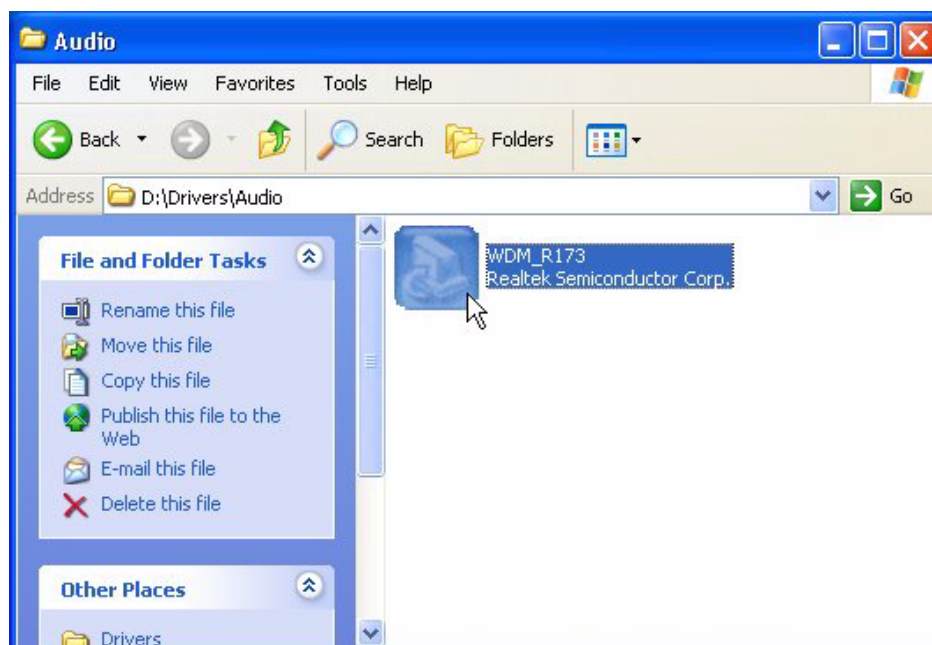 Audio
File Edit View Favorites Tools Help
Back Search Folders
Address D:\Drivers\Audio Go
File and Folder Tasks
Rename this file
Move this file
Copy this file
Publish this file to the
Web
E-mail this file
Delete this file
Other Places
Drivers
WDM_R173
Realtek Semiconductor Corp.